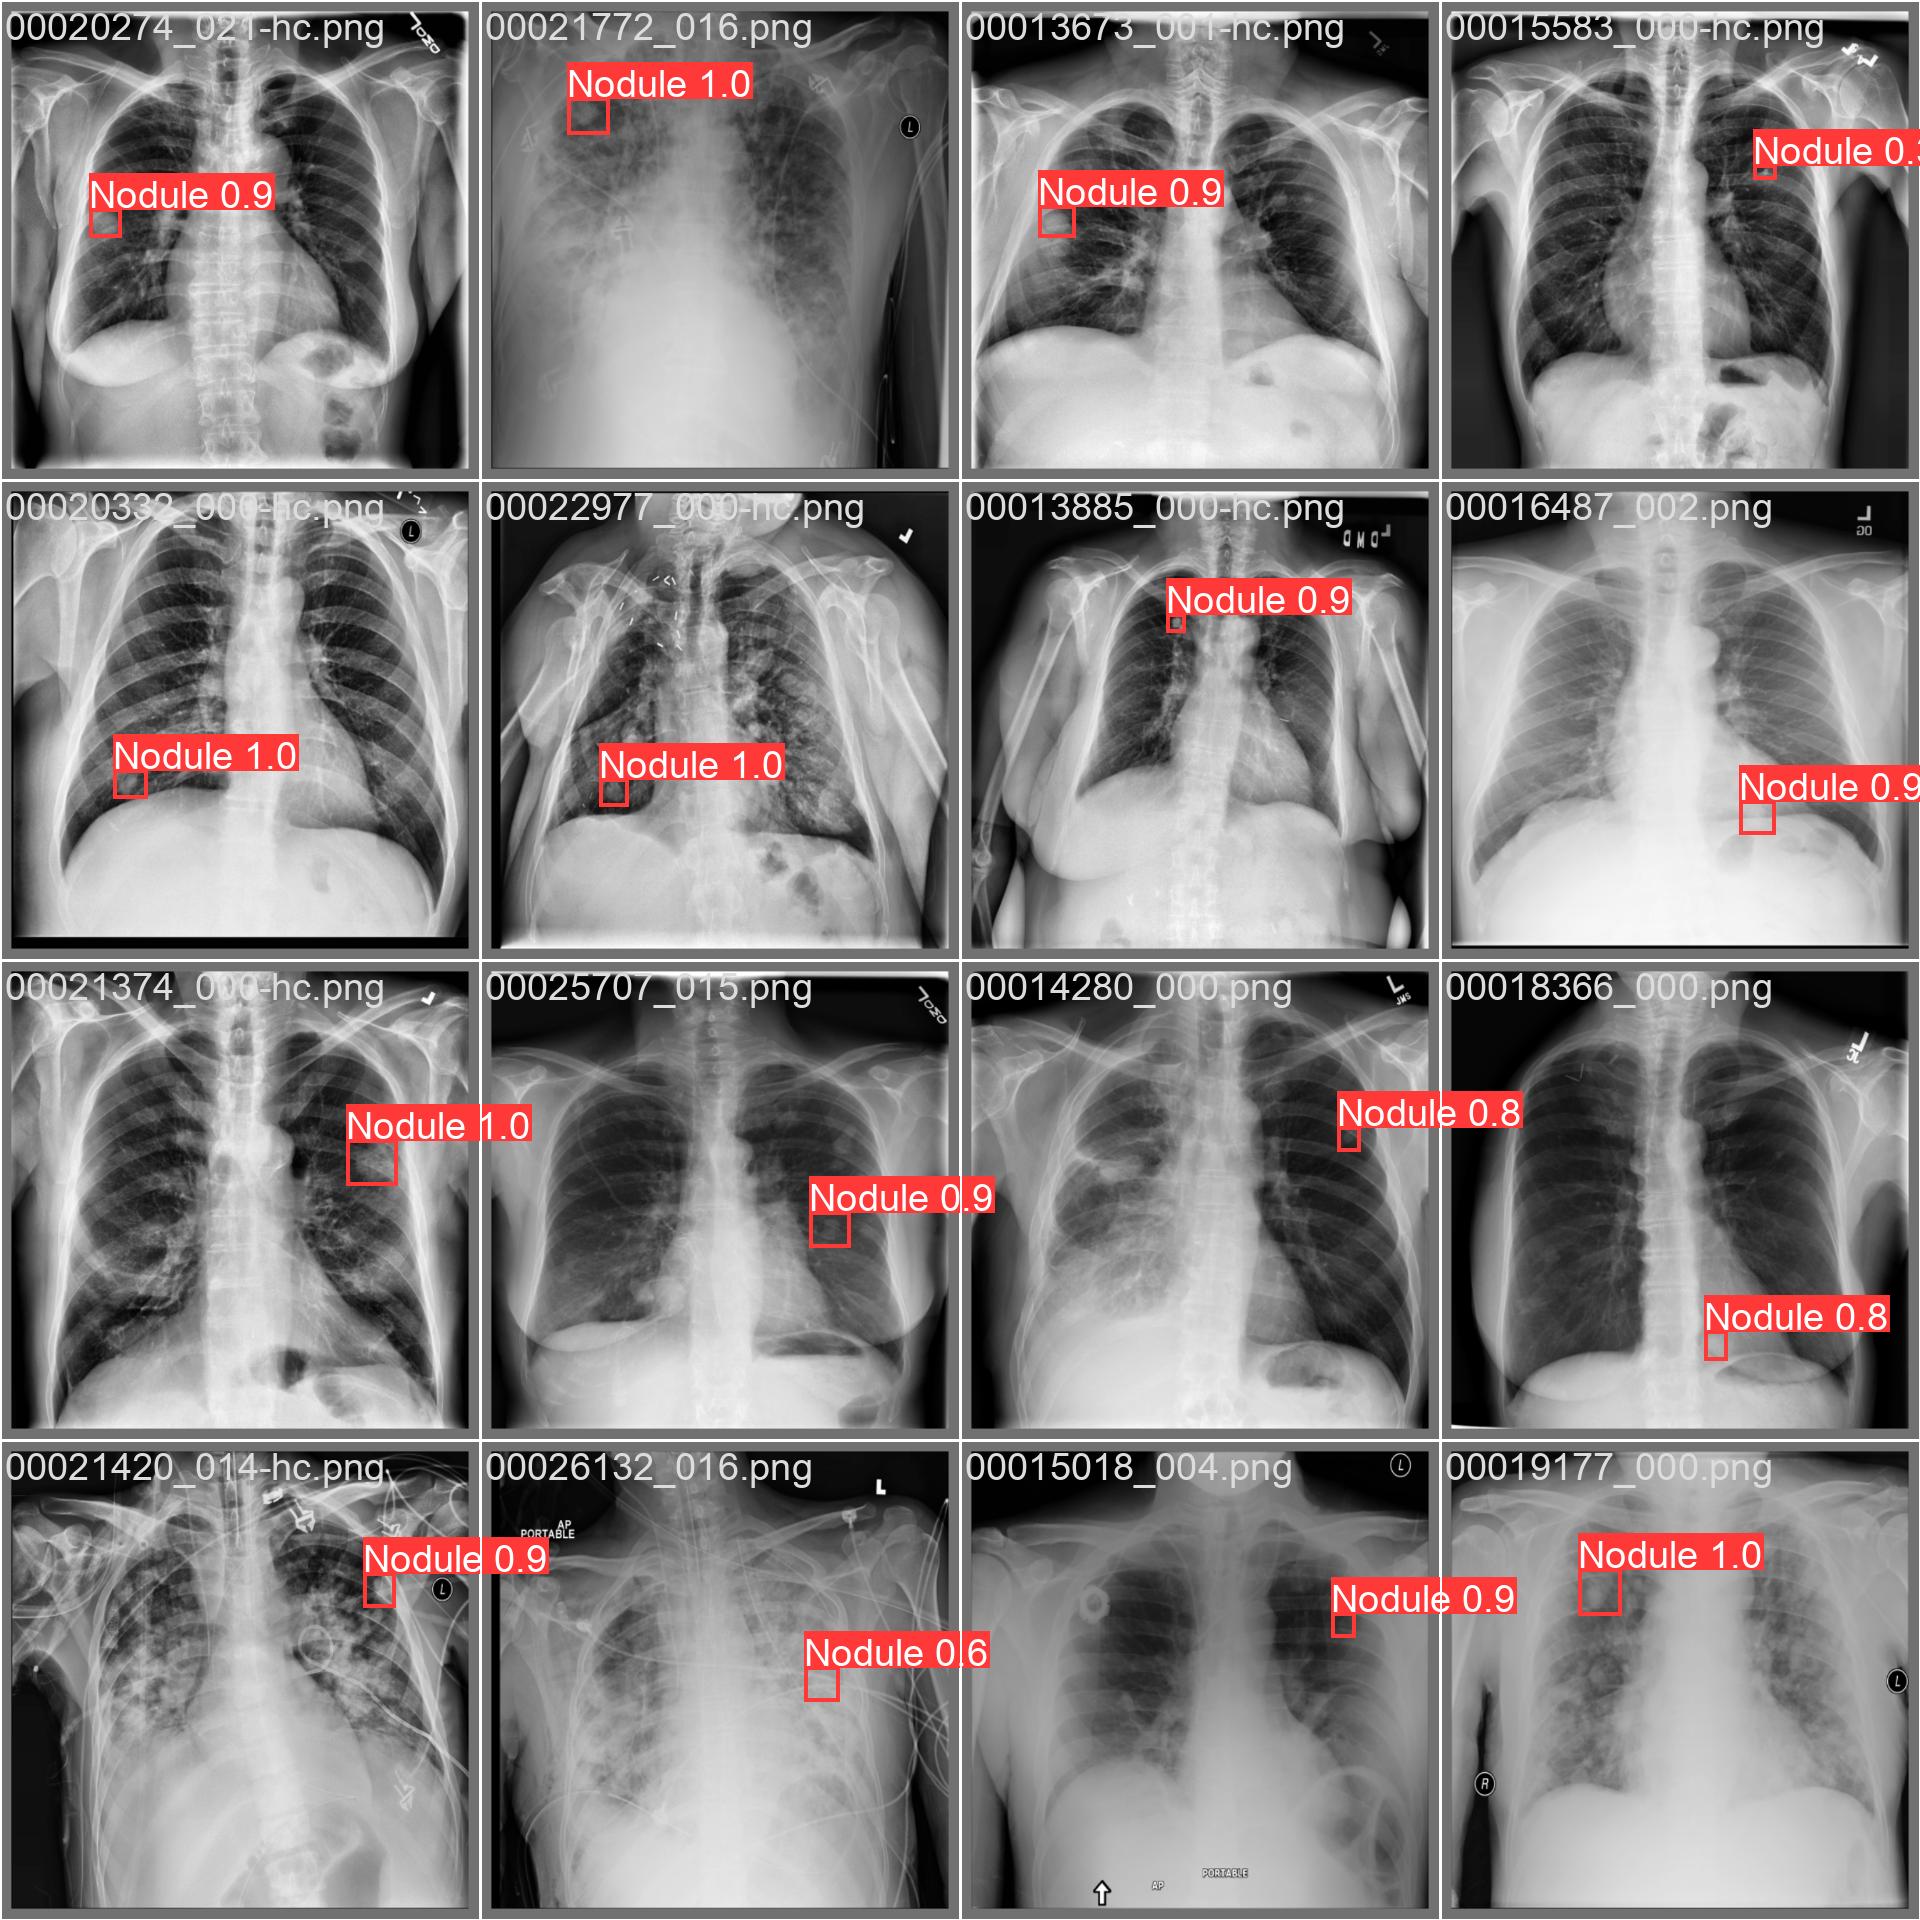 00020274_021-hc.png
00021772_016.png
00013673_001-hc.png
00015583_000-hc.png
Nodule 0.9
Nodule 1.0
L
Nodule 0.9
Nodule 0.3
00020332_000-hc.png
00022977_000-hc.png
00013885_000-hc.png
00016487_002.png
L
L
L
DG
Nodule 1.0
Nodule 1.0
Nodule 0.9
Nodule 0.9
00021374_000-hc.png
00025707_015.png
00014280_000.png
00018366_000.png
L
JMS
Nodule 1.0
Nodule 0.9
Nodule 0.8
Nodule 0.8
00021420_014-hc.png
00026132_016.png
00015018_004.png
00019177_000.png
L
L
AP
PORTABLE
Nodule 0.9
L
Nodule 0.6
Nodule 0.9
Nodule 1.0
L
R
PORTABLE
AP